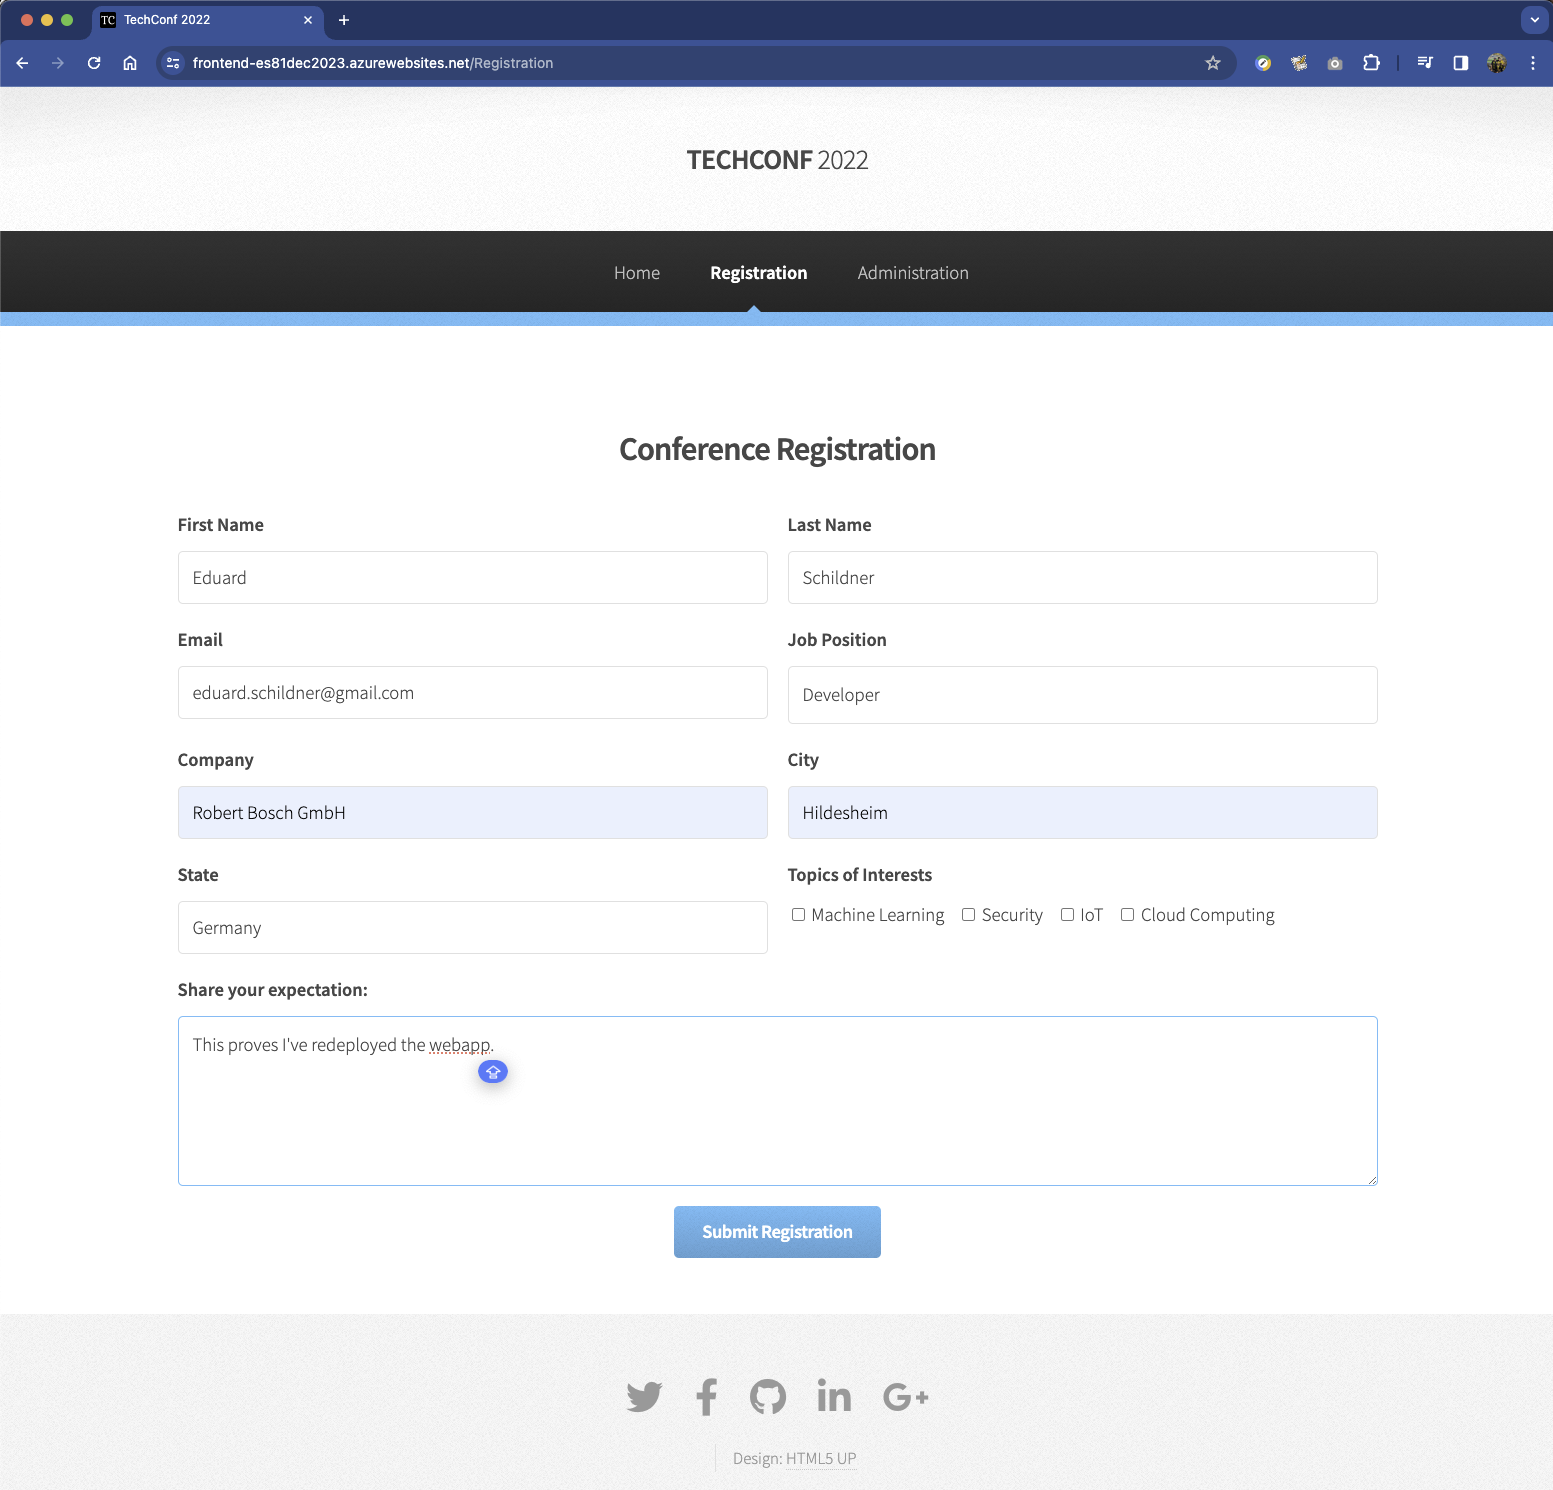 TC TechConf 2022
frontend-es81dec2023.azurewebsites.net/Registration
TECHCONF 2022
Home Registration Administration
Conference Registration
First Name Last Name
Eduard Schildner
Email Job Position
eduard.schildner@gmail.com Developer
Company City
Robert Bosch GmbH Hildesheim
State Topics of Interests
Machine Learning Security IoT Cloud Computing
Germany
Share your expectation:
This proves I've redeployed the webapp.
Submit Registration
Design: HTML5 UP